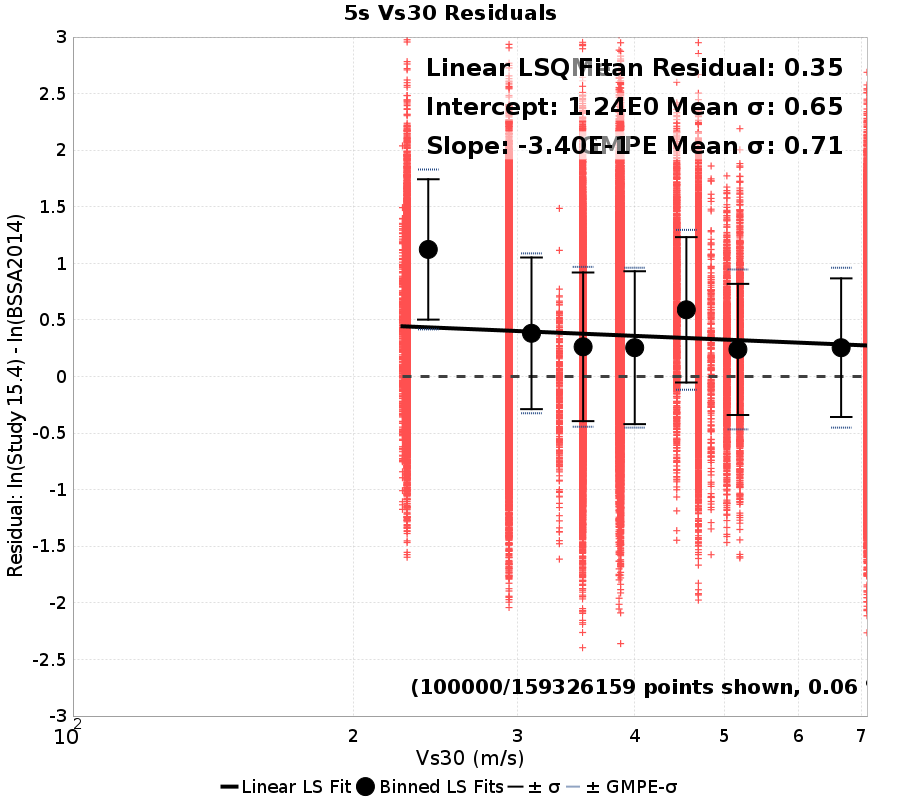 5s Vs30 Residuals
Residual: ln(Study 15.4) - ln(BSSA2014)
3
2.5
2
1.5
1
0.5
0
-0.5
-1
-1.5
-2
-2.5
-3
Linear LSQ Fit
an Residual: 0.35
Intercept: 1.24E0
Mean σ: 0.65
Slope: -3.40E-1
GMPE Mean σ: 0.71
(100000/159326159 points shown, 0.06
10²
2
3
4
5
6
7
Vs30 (m/s)
Linear LS Fit
Binned LS Fits
± σ
± GMPE-σ